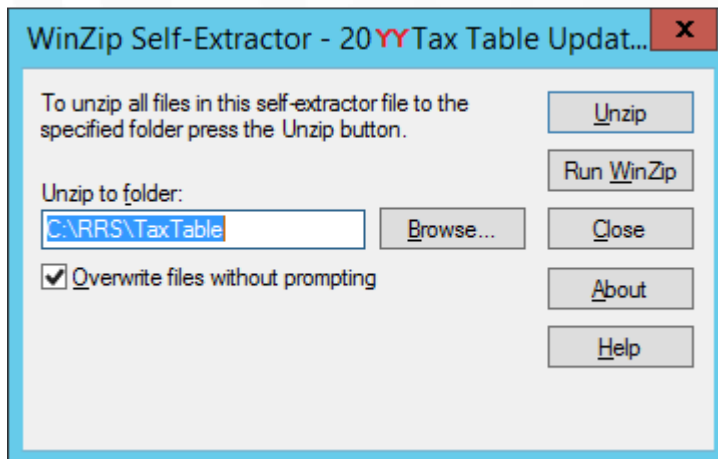 WinZip Self-Extractor - 20YYTax Table Updat...
x
To unzip all files in this self-extractor file to the
specified folder press the Unzip button.
Unzip to folder:
C:\RRS\TaxTable
Browse...
Overwrite files without prompting
Unzip
Run WinZip
Close
About
Help